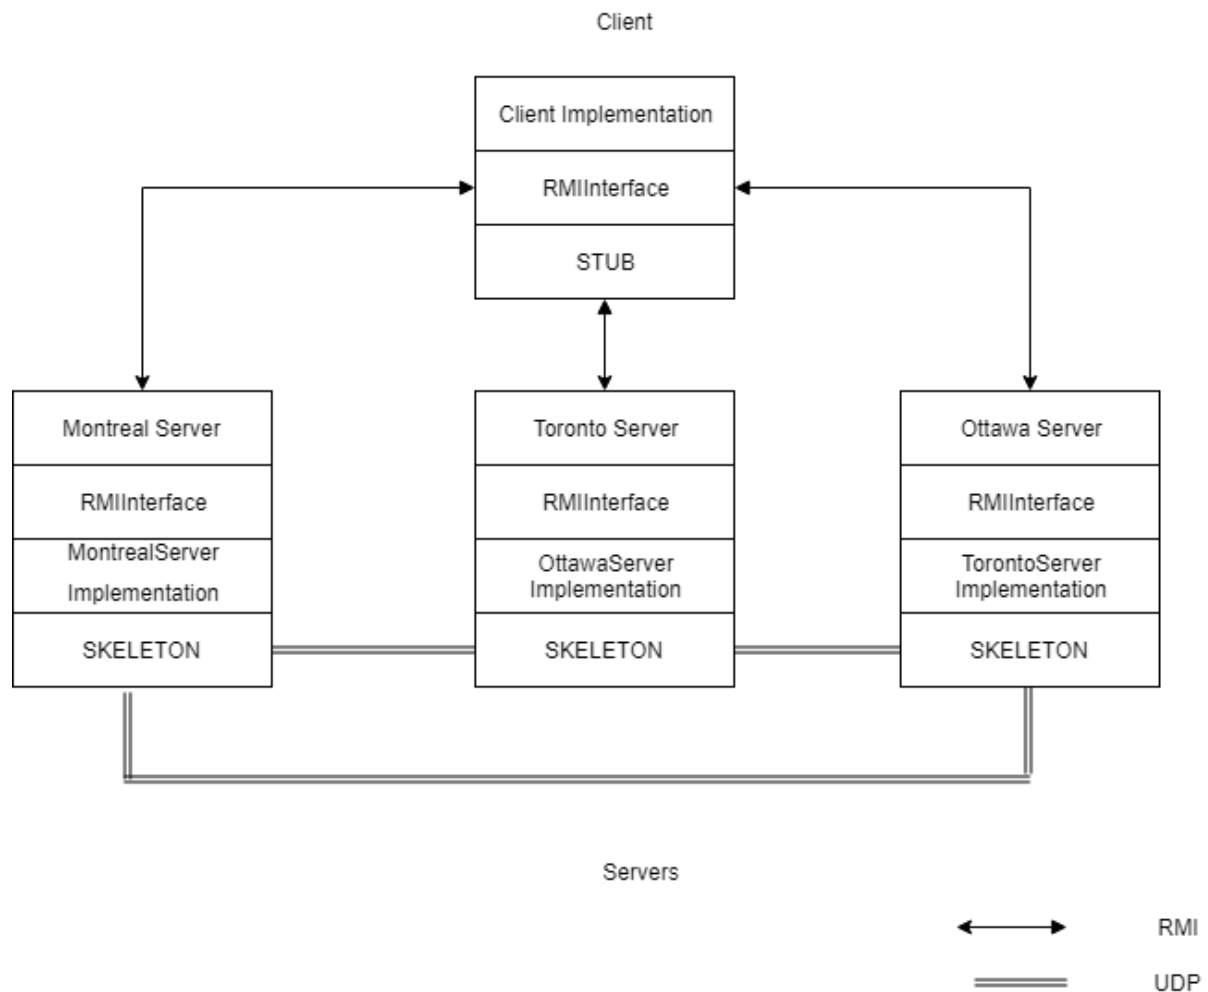 Client
Client Implementation
RMIInterface
STUB
Montreal Server
Toronto Server
Ottawa Server
RMIInterface
RMIInterface
RMIInterface
MontrealServer
Implementation
OttawaServer
Implementation
TorontoServer
Implementation
SKELETON
SKELETON
SKELETON
Servers
RMI
UDP